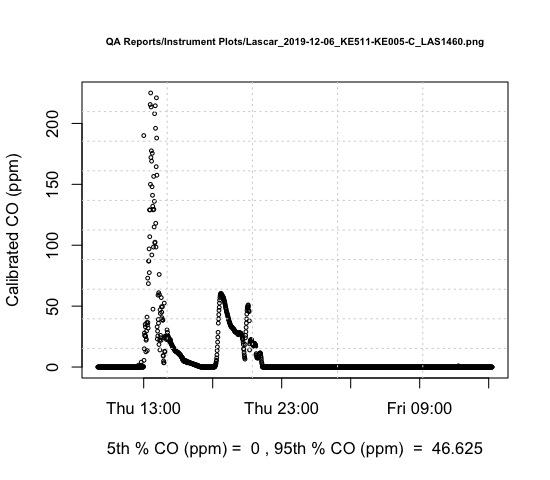 QA Reports/Instrument Plots/Lascar_2019-12-06_KE511-KE005-C_LAS1460.png
200
150
100
50
0
Calibrated CO (ppm)
Thu 13:00 Thu 23:00 Fri 09:00
5th % CO (ppm) = 0 , 95th % CO (ppm) = 46.625